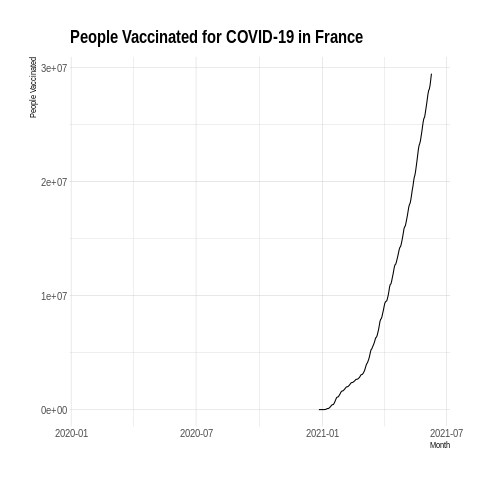 People Vaccinated for COVID-19 in France
People Vaccinated
3e+07
2e+07
1e+07
0e+00
2020-01 2020-07 2021-01 2021-07
Month